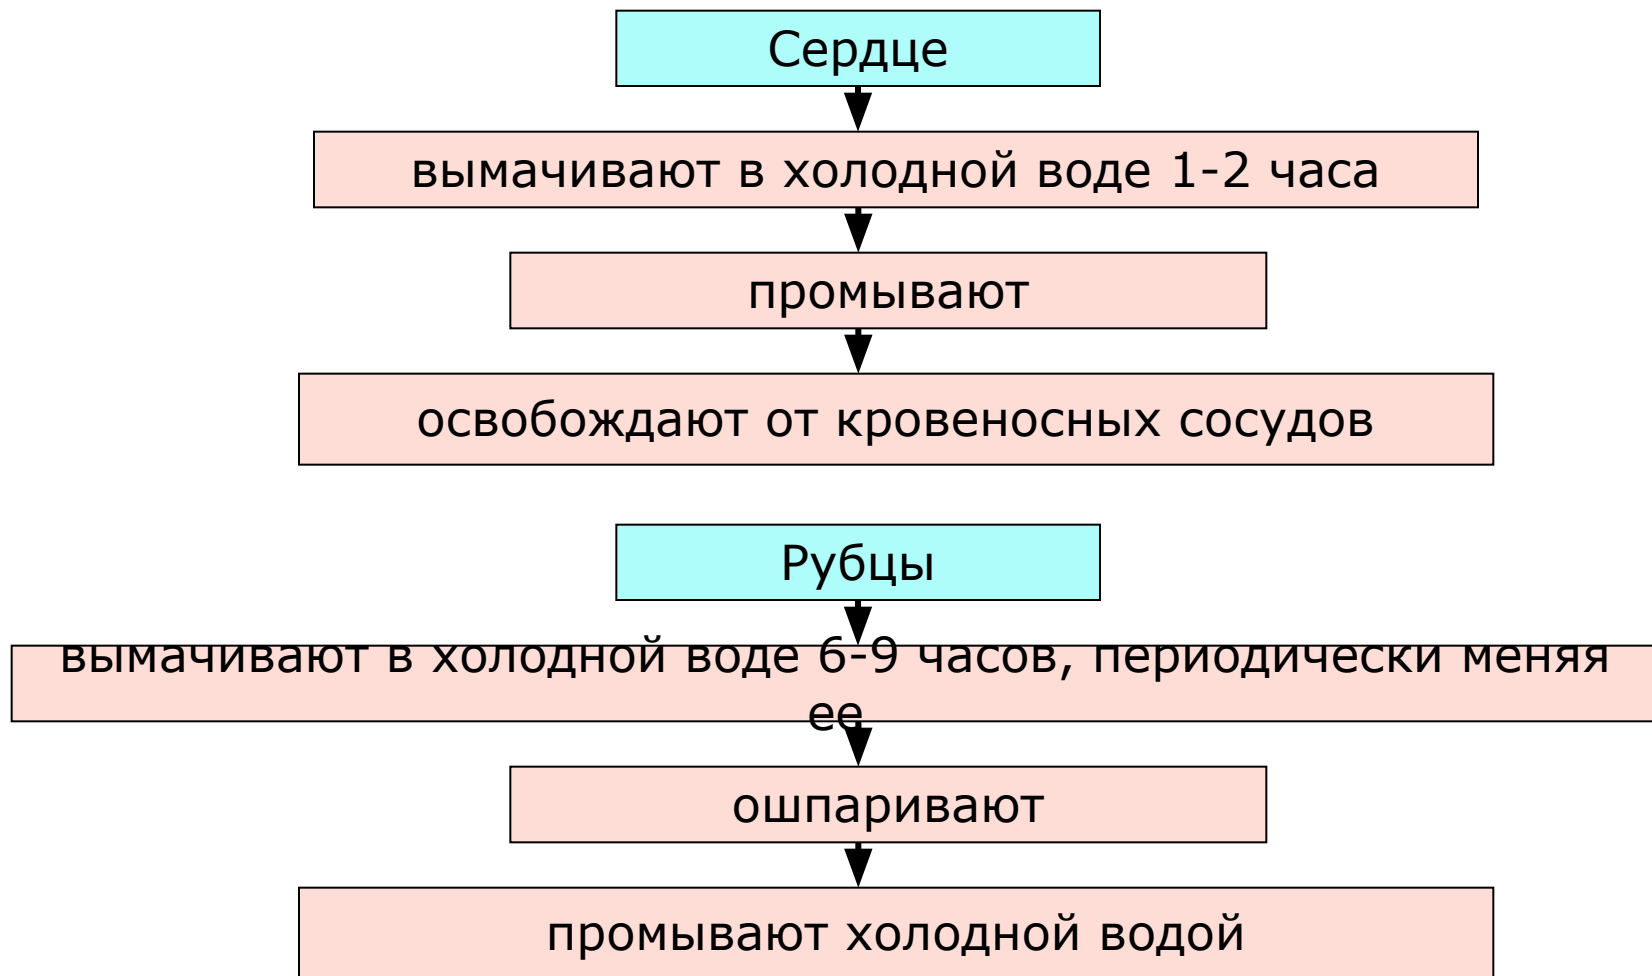 Сердце
вымачивают в холодной воде 1-2 часа
промывают
освобождают от кровеносных сосудов
Рубцы
вымачивают в холодной воде 6-9 часов, периодически меняя
ее
ошпаривают
промывают холодной водой